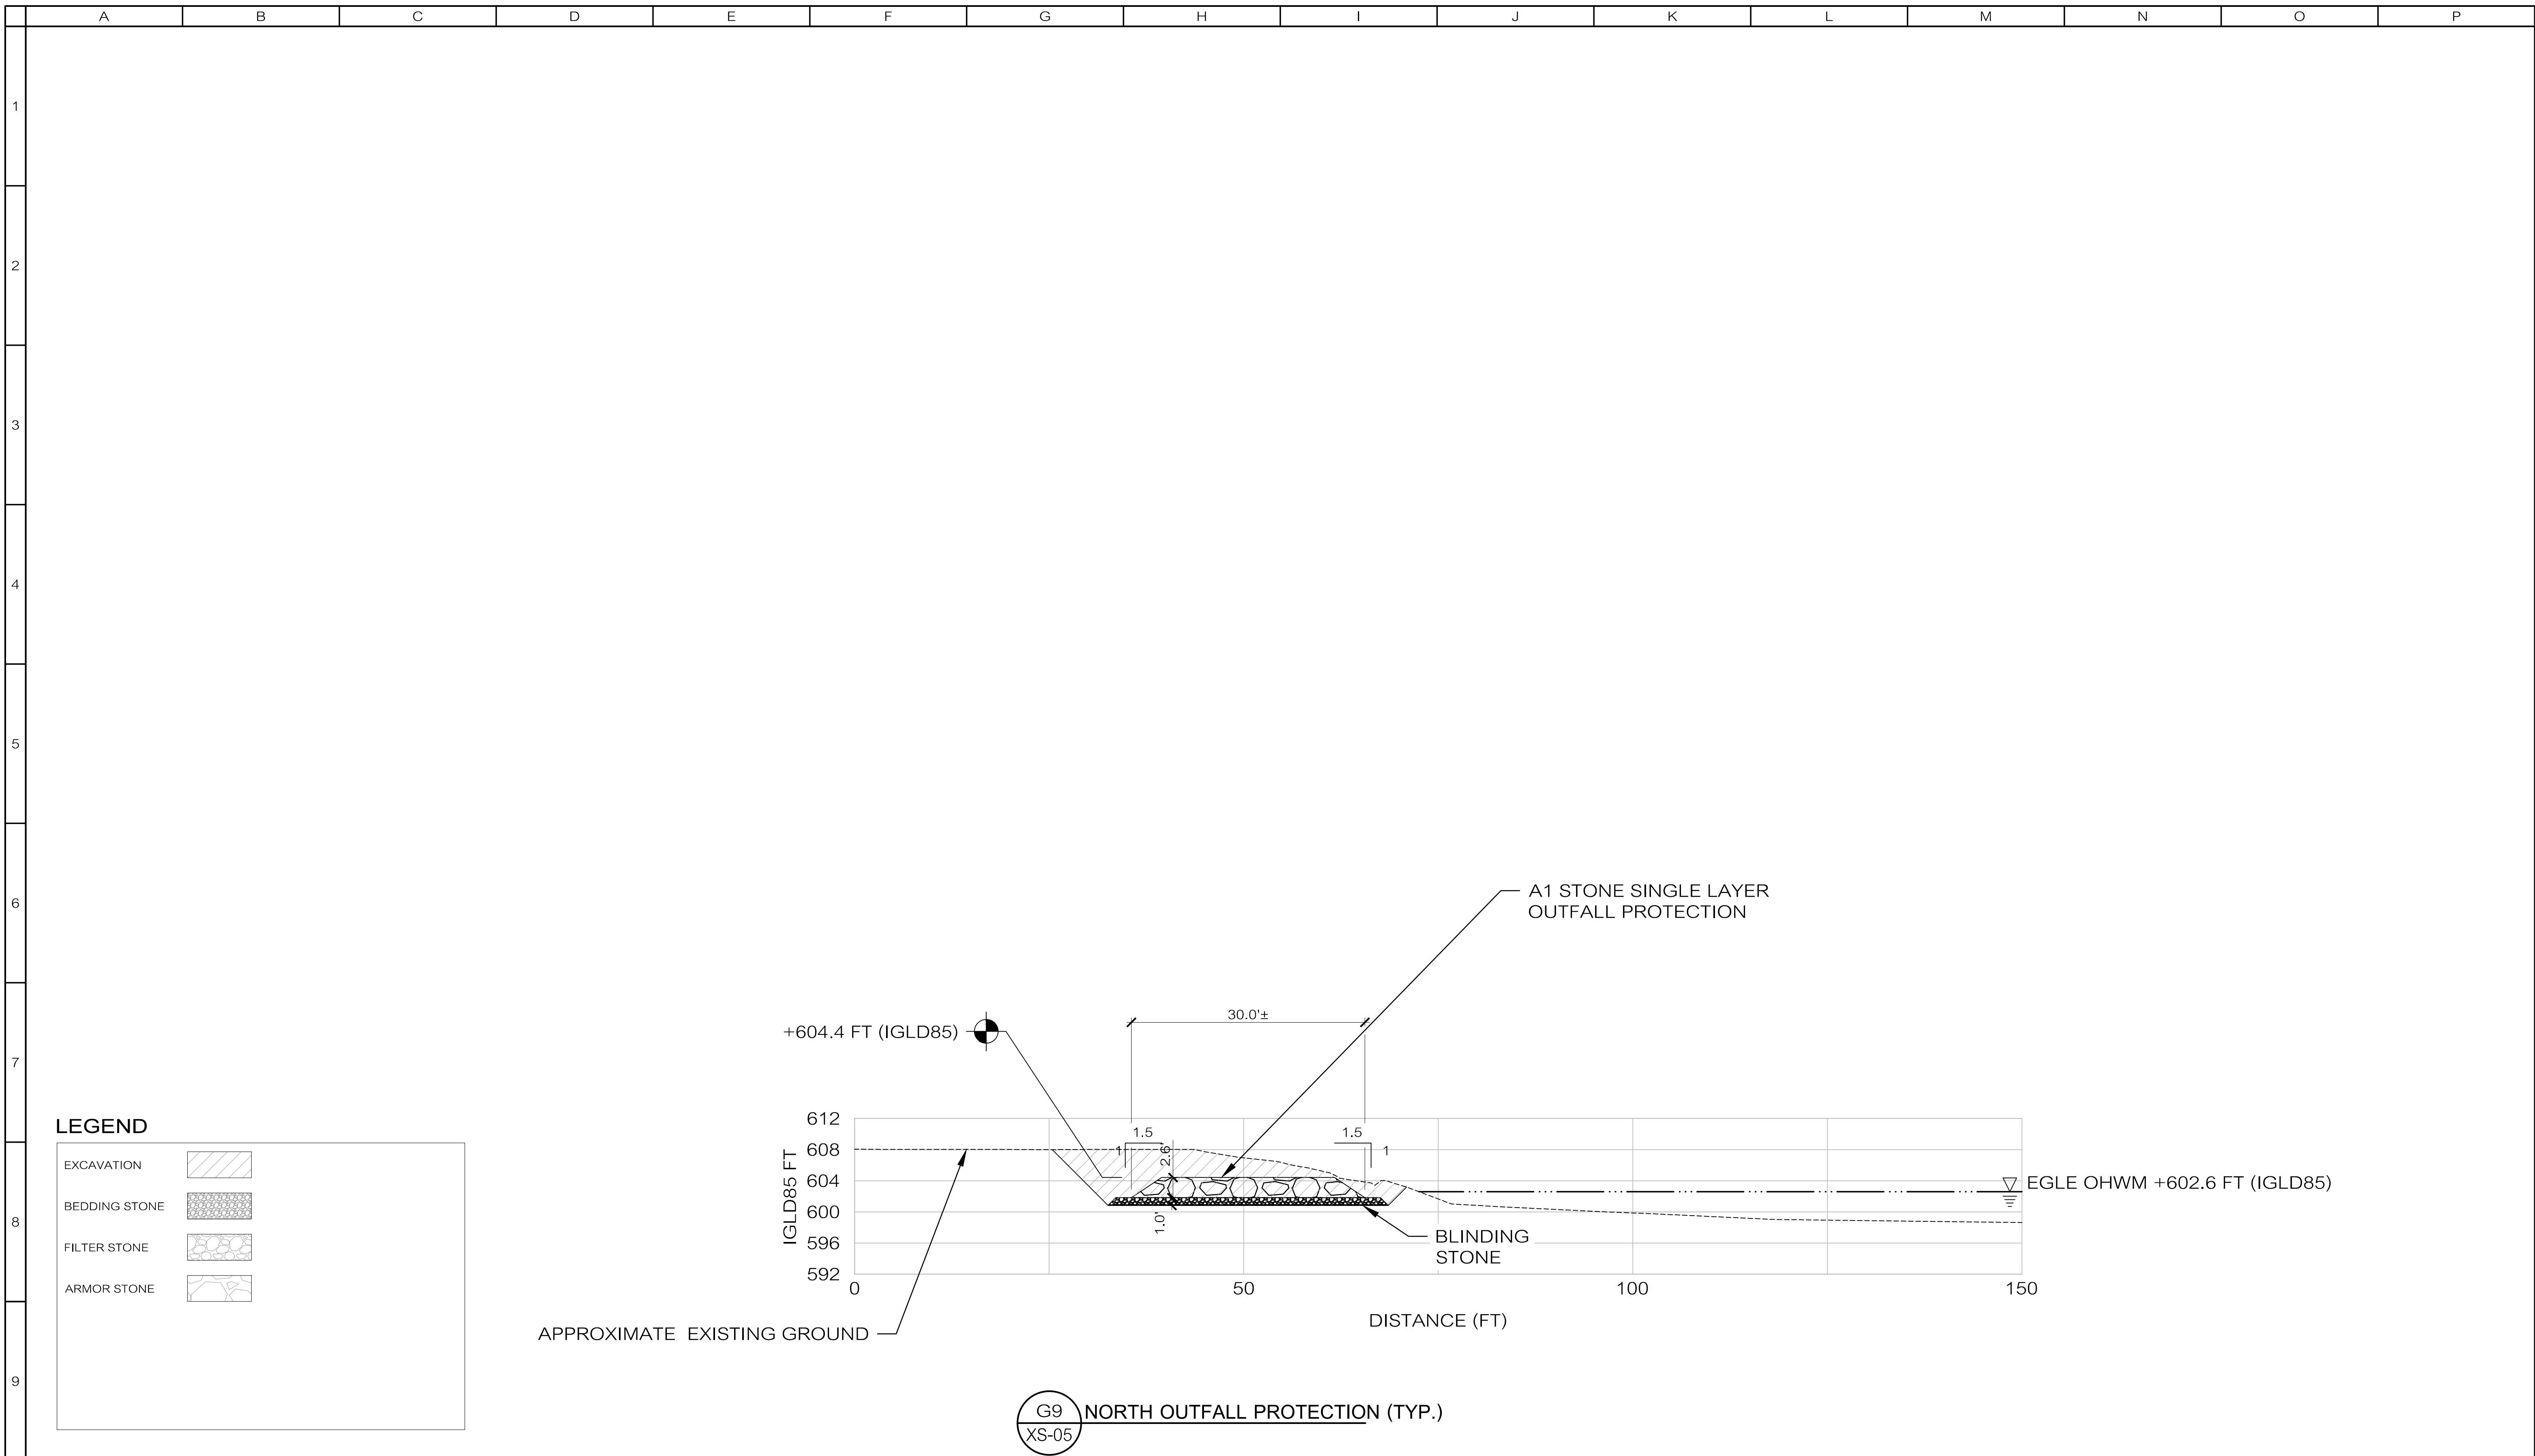 A B C D E F G H I J K L M N O P
1
2
3
4
5
6
7
8
9
A1 STONE SINGLE LAYER
OUTFALL PROTECTION
30.0'±
+604.4 FT (IGLD85)
LEGEND
EXCAVATION
BEDDING STONE
FILTER STONE
ARMOR STONE
612
608
604
600
596
592
IGLD85 FT
1.5
1
2.6'
1.0'
1.5
1
EGLE OHWM +602.6 FT (IGLD85)
BLINDING
STONE
0 50 100 150
DISTANCE (FT)
APPROXIMATE EXISTING GROUND
G9
XS-05
NORTH OUTFALL PROTECTION (TYP.)